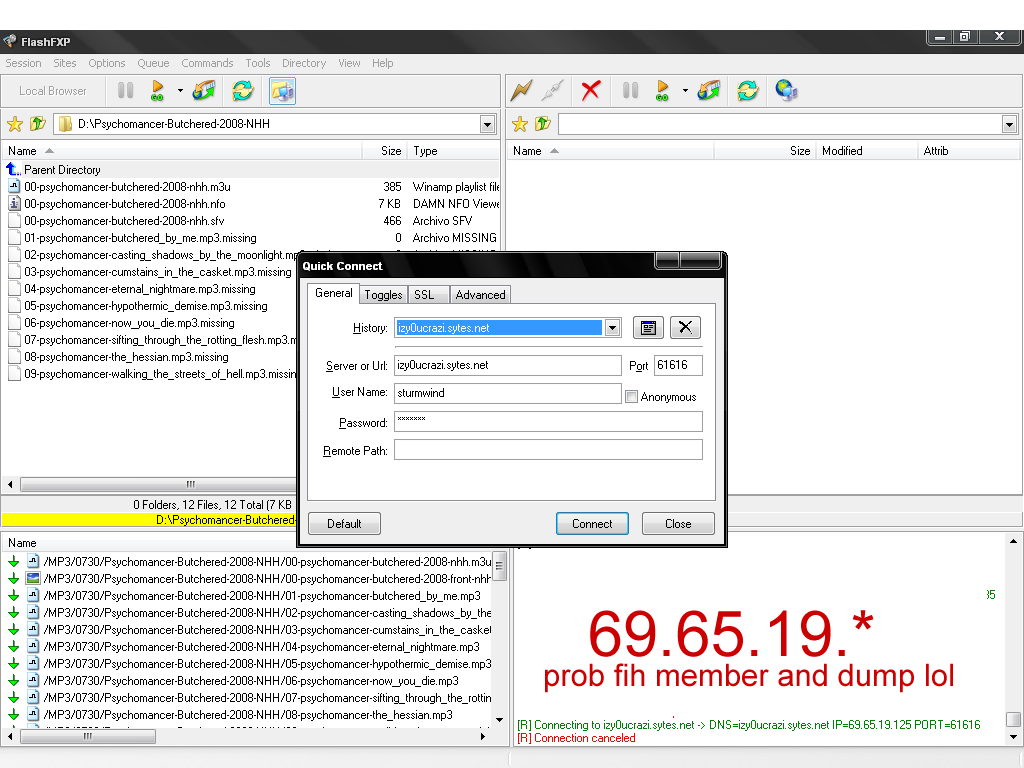 FlashFXP
Session Sites Options Queue Commands Tools Directory View Help
Local Browser
D:\Psychomancer-Butchered-2008-NHH
Name Size Type
Name Size Modified Attrib
Parent Directory
00-psychomancer-butchered-2008-nhh.m3u 385 Winamp playlist file
00-psychomancer-butchered-2008-nhh.nfo 7 KB DAMN NFO Viewe
00-psychomancer-butchered-2008-nhh.sfv 466 Archivo SFV
01-psychomancer-butchered_by_me.mp3.missing 0 Archivo MISSING
02-psychomancer-casting_shadows_by_the_moonlight.mp
03-psychomancer-cumstains_in_the_casket.mp3.missing
04-psychomancer-eternal_nightmare.mp3.missing
05-psychomancer-hypothermic_demise.mp3.missing
06-psychomancer-now_you_die.mp3.missing
07-psychomancer-sifting_through_the_rotting_flesh.mp3.m
08-psychomancer-the_hessian.mp3.missing
09-psychomancer-walking_the_streets_of_hell.mp3.missin
Quick Connect
General Toggles SSL Advanced
History: izy0ucrazi.sytes.net
Server or Url: izy0ucrazi.sytes.net Port 61616
User Name: sturmwind Anonymous
Password: *******
Remote Path:
Default Connect Close
0 Folders, 12 Files, 12 Total (7 KB
D:\Psychomancer-Butchered-
Name
/MP3/0730/Psychomancer-Butchered-2008-NHH/00-psychomancer-butchered-2008-nhh.m3u
/MP3/0730/Psychomancer-Butchered-2008-NHH/00-psychomancer-butchered-2008-front-nhh
/MP3/0730/Psychomancer-Butchered-2008-NHH/01-psychomancer-butchered_by_me.mp3
/MP3/0730/Psychomancer-Butchered-2008-NHH/02-psychomancer-casting_shadows_by_the
/MP3/0730/Psychomancer-Butchered-2008-NHH/03-psychomancer-cumstains_in_the_casket
/MP3/0730/Psychomancer-Butchered-2008-NHH/04-psychomancer-eternal_nightmare.mp3
/MP3/0730/Psychomancer-Butchered-2008-NHH/05-psychomancer-hypothermic_demise.mp3
/MP3/0730/Psychomancer-Butchered-2008-NHH/06-psychomancer-now_you_die.mp3
/MP3/0730/Psychomancer-Butchered-2008-NHH/07-psychomancer-sifting_through_the_rottin
/MP3/0730/Psychomancer-Butchered-2008-NHH/08-psychomancer-the_hessian.mp3
69.65.19.*
prob fih member and dump lol
[R] Connecting to izy0ucrazi.sytes.net -> DNS=izy0ucrazi.sytes.net IP=69.65.19.125 PORT=61616
[R] Connection canceled